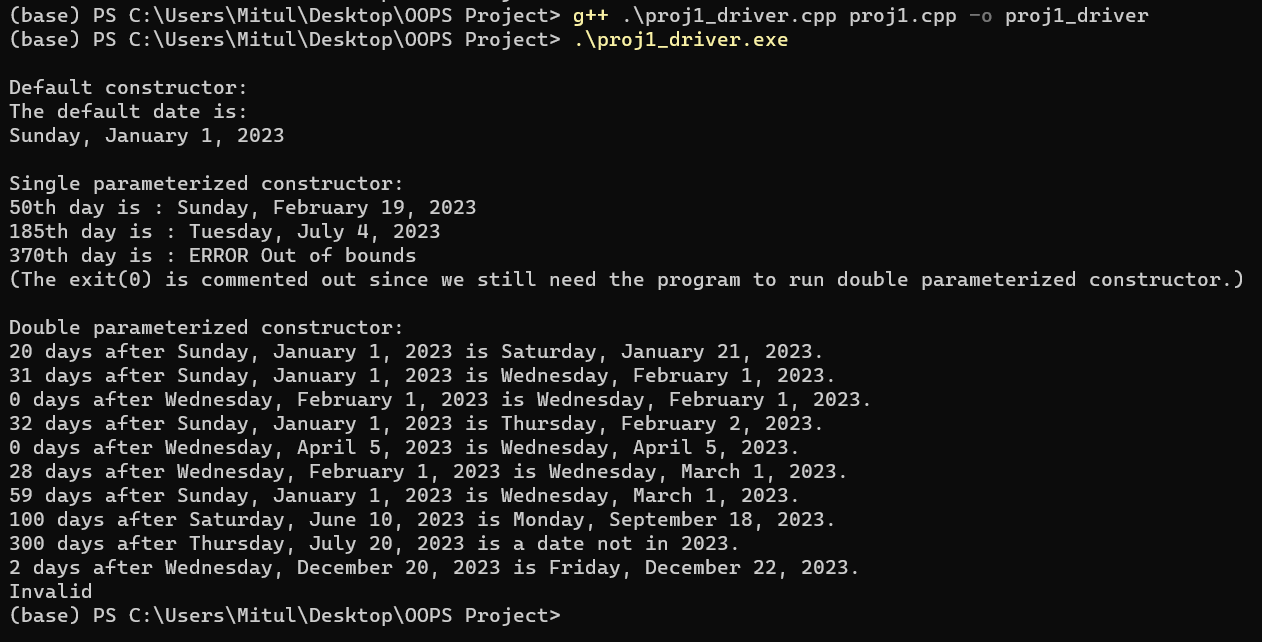 (base) PS C:\Users\Mitul\Desktop\OOPS Project> g++ .\proj1_driver.cpp proj1.cpp -o proj1_driver
(base) PS C:\Users\Mitul\Desktop\OOPS Project> .\proj1_driver.exe
Default constructor:
The default date is:
Sunday, January 1, 2023
Single parameterized constructor:
50th day is : Sunday, February 19, 2023
185th day is : Tuesday, July 4, 2023
370th day is : ERROR Out of bounds
(The exit(0) is commented out since we still need the program to run double parameterized constructor.)
Double parameterized constructor:
20 days after Sunday, January 1, 2023 is Saturday, January 21, 2023.
31 days after Sunday, January 1, 2023 is Wednesday, February 1, 2023.
0 days after Wednesday, February 1, 2023 is Wednesday, February 1, 2023.
32 days after Sunday, January 1, 2023 is Thursday, February 2, 2023.
0 days after Wednesday, April 5, 2023 is Wednesday, April 5, 2023.
28 days after Wednesday, February 1, 2023 is Wednesday, March 1, 2023.
59 days after Sunday, January 1, 2023 is Wednesday, March 1, 2023.
100 days after Saturday, June 10, 2023 is Monday, September 18, 2023.
300 days after Thursday, July 20, 2023 is a date not in 2023.
2 days after Wednesday, December 20, 2023 is Friday, December 22, 2023.
Invalid
(base) PS C:\Users\Mitul\Desktop\OOPS Project>